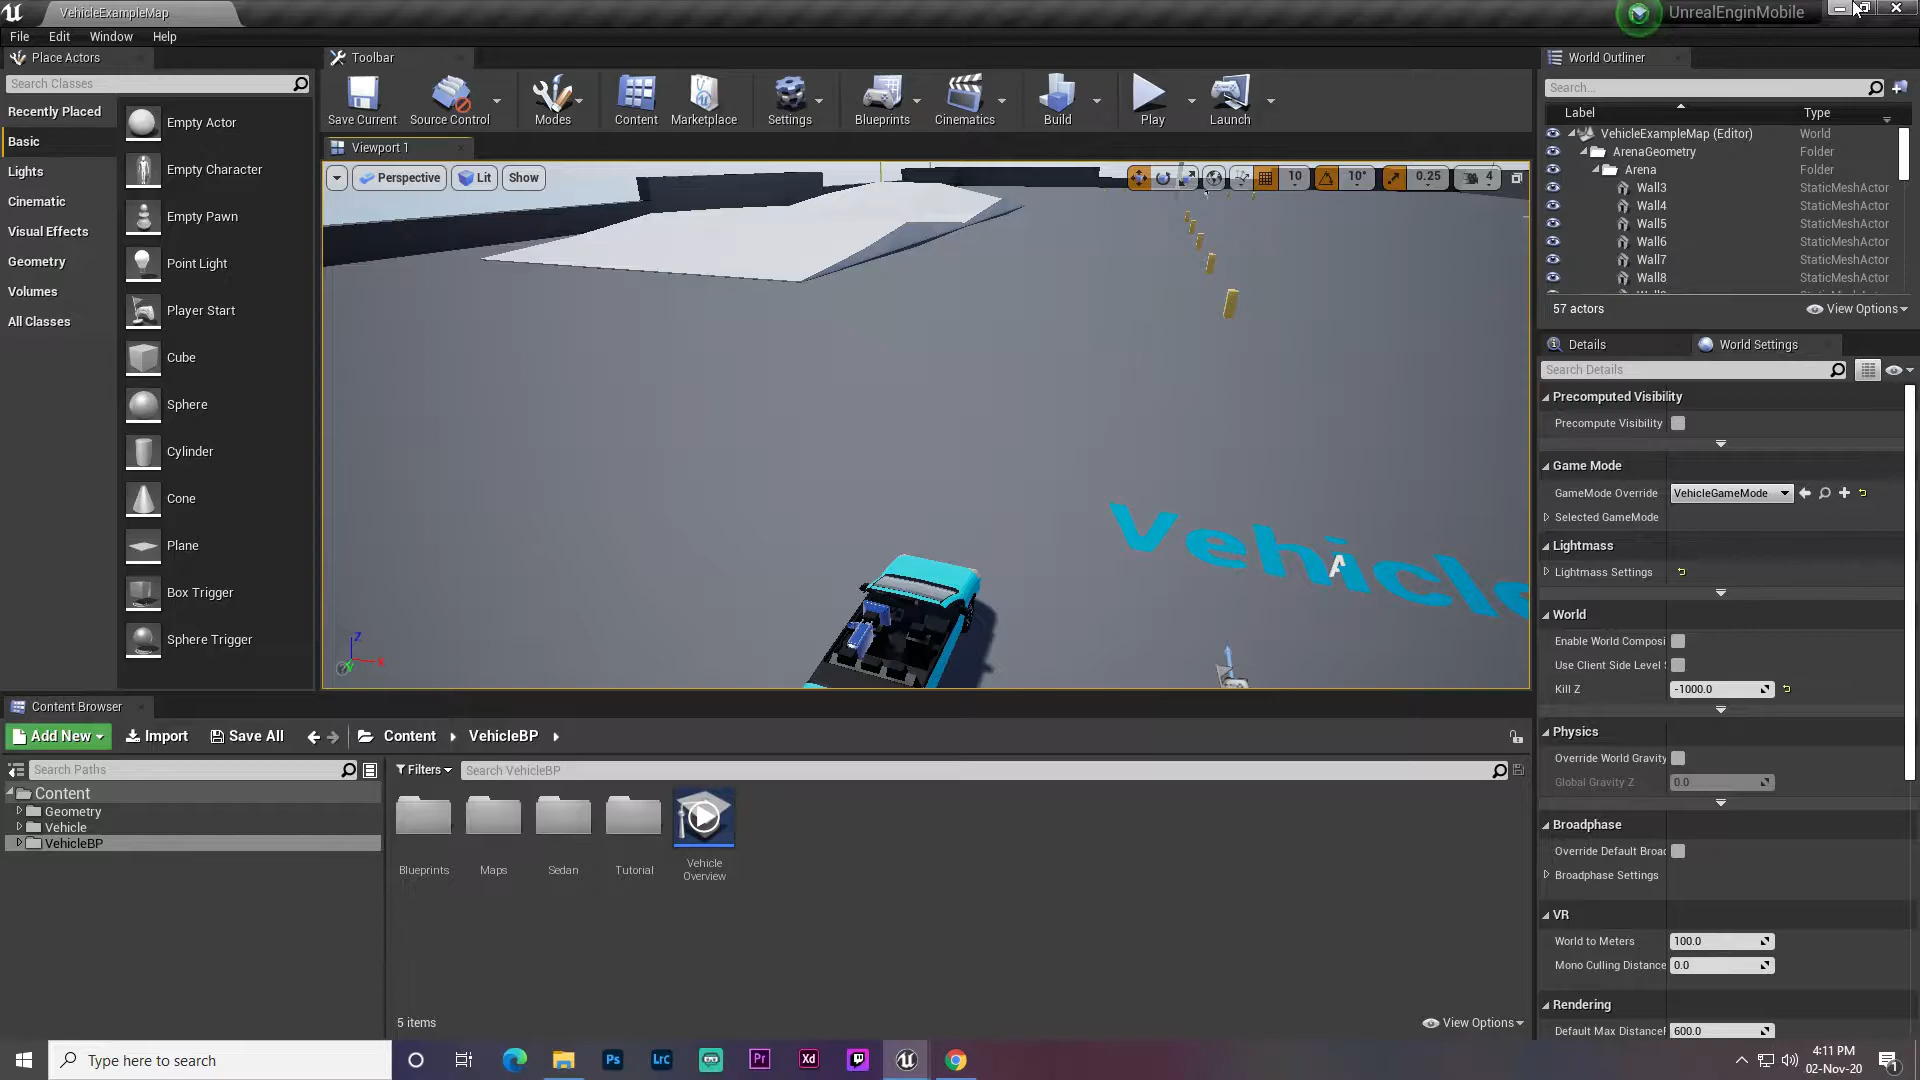 VehicleExampleMap
UnrealEnginMobile
File Edit Window Help
Place Actors
Search Classes
Recently Placed
Basic
Lights
Cinematic
Visual Effects
Geometry
Volumes
All Classes
Empty Actor
Empty Character
Empty Pawn
Point Light
Player Start
Cube
Sphere
Cylinder
Cone
Plane
Box Trigger
Sphere Trigger
Toolbar
Save Current Source Control Modes Content Marketplace Settings Blueprints Cinematics Build Play Launch
Viewport 1
Perspective Lit Show
10 10° 0.25 4
Vehicle
A
Z
X
World Outliner
Search...
Label Type
VehicleExampleMap (Editor) World
ArenaGeometry Folder
Arena Folder
Wall3 StaticMeshActor
Wall4 StaticMeshActor
Wall5 StaticMeshActor
Wall6 StaticMeshActor
Wall7 StaticMeshActor
Wall8 StaticMeshActor
57 actors View Options
Details World Settings
Search Details
Precomputed Visibility
Precompute Visibility
Game Mode
GameMode Override VehicleGameMode
Selected GameMode
Lightmass
Lightmass Settings
World
Enable World Composi
Use Client Side Level
Kill Z -1000.0
Physics
Override World Gravity
Global Gravity Z 0.0
Broadphase
Override Default Broad
Broadphase Settings
VR
World to Meters 100.0
Mono Culling Distance 0.0
Rendering
Default Max DistanceF 600.0
Content Browser
Add New Import Save All Content VehicleBP
Search Paths
Filters Search VehicleBP
Content
Geometry
Vehicle
VehicleBP
Blueprints Maps Sedan Tutorial Vehicle Overview
5 items View Options
Type here to search
Ps Lrc Pr Xd
4:11 PM
02-Nov-20
1